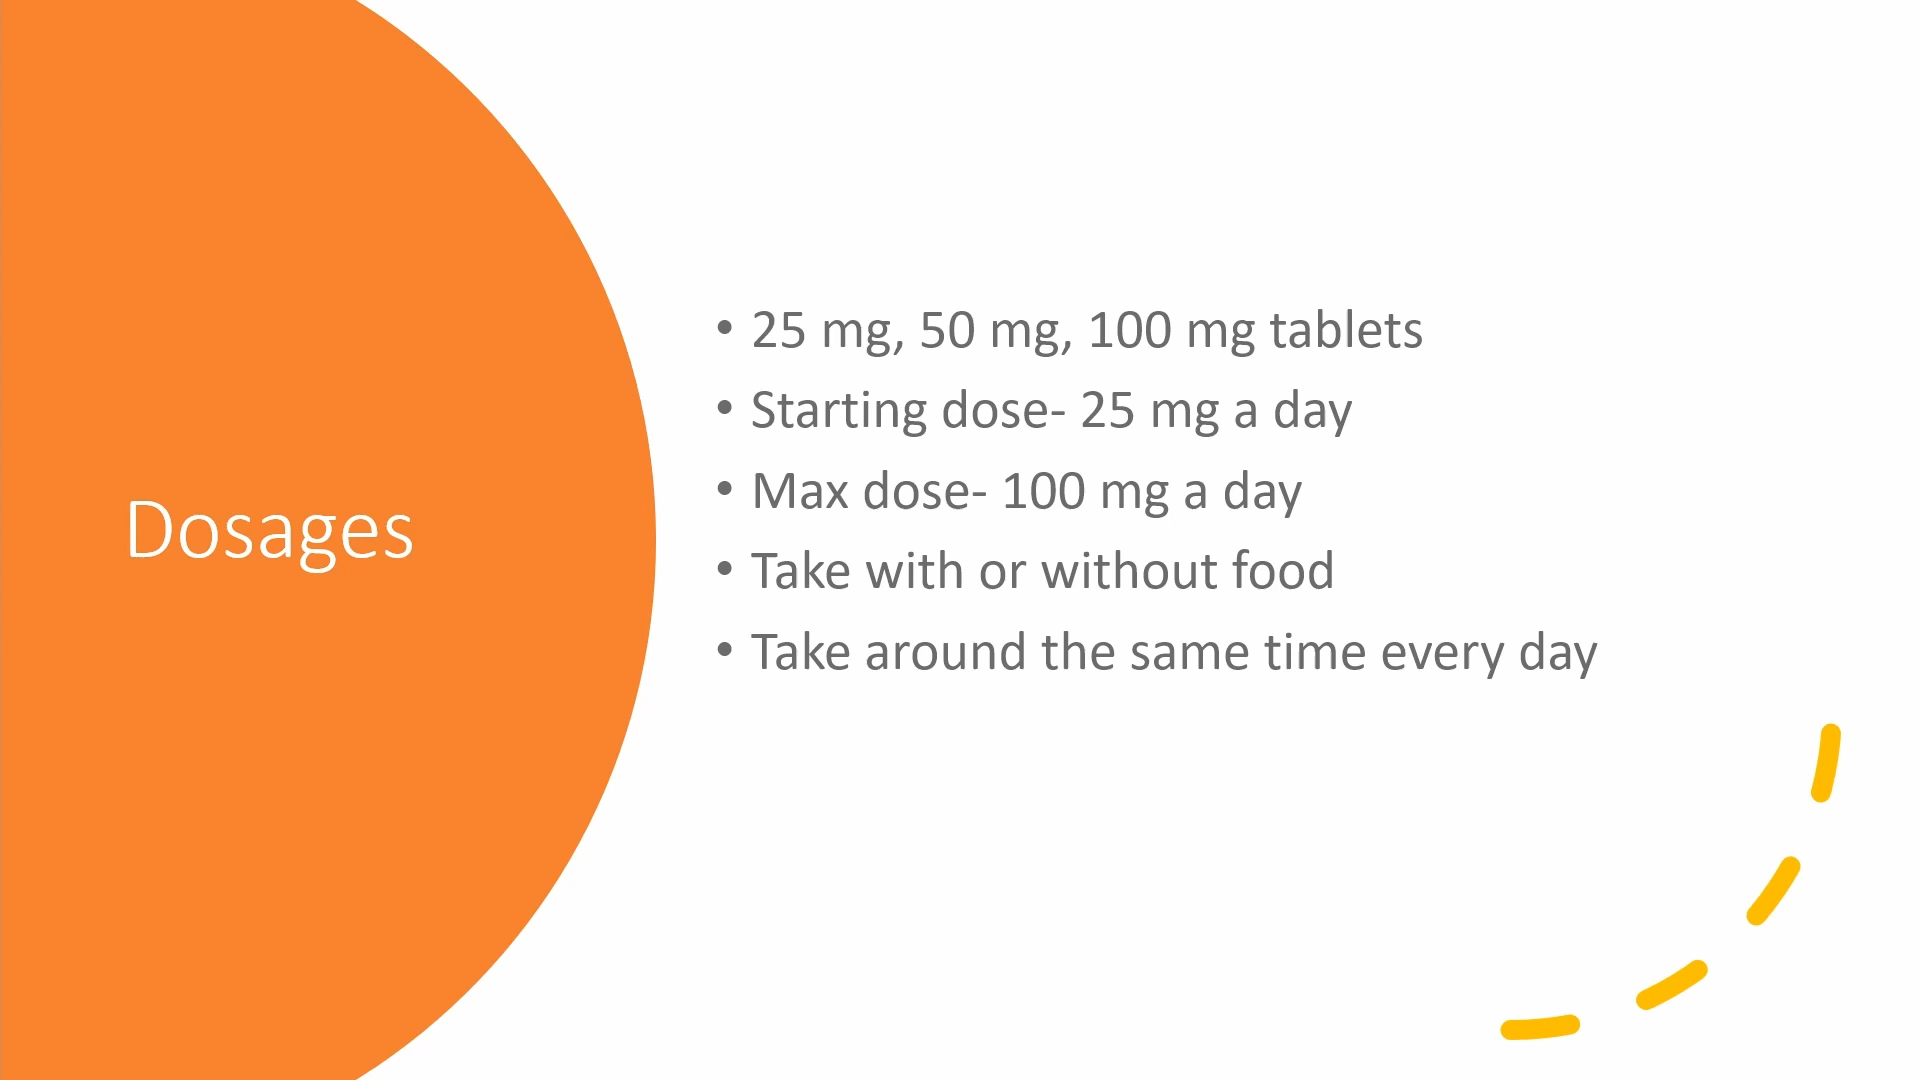 Dosages
• 25 mg, 50 mg, 100 mg tablets
• Starting dose- 25 mg a day
• Max dose- 100 mg a day
• Take with or without food
• Take around the same time every day